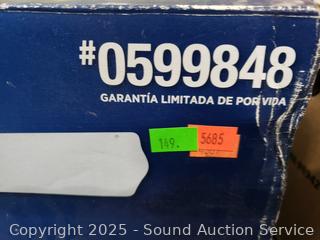 #0599848
GARANTÍA LIMITADA DE POR VIDA
149. 5685
Copyright 2025 - Sound Auction Service